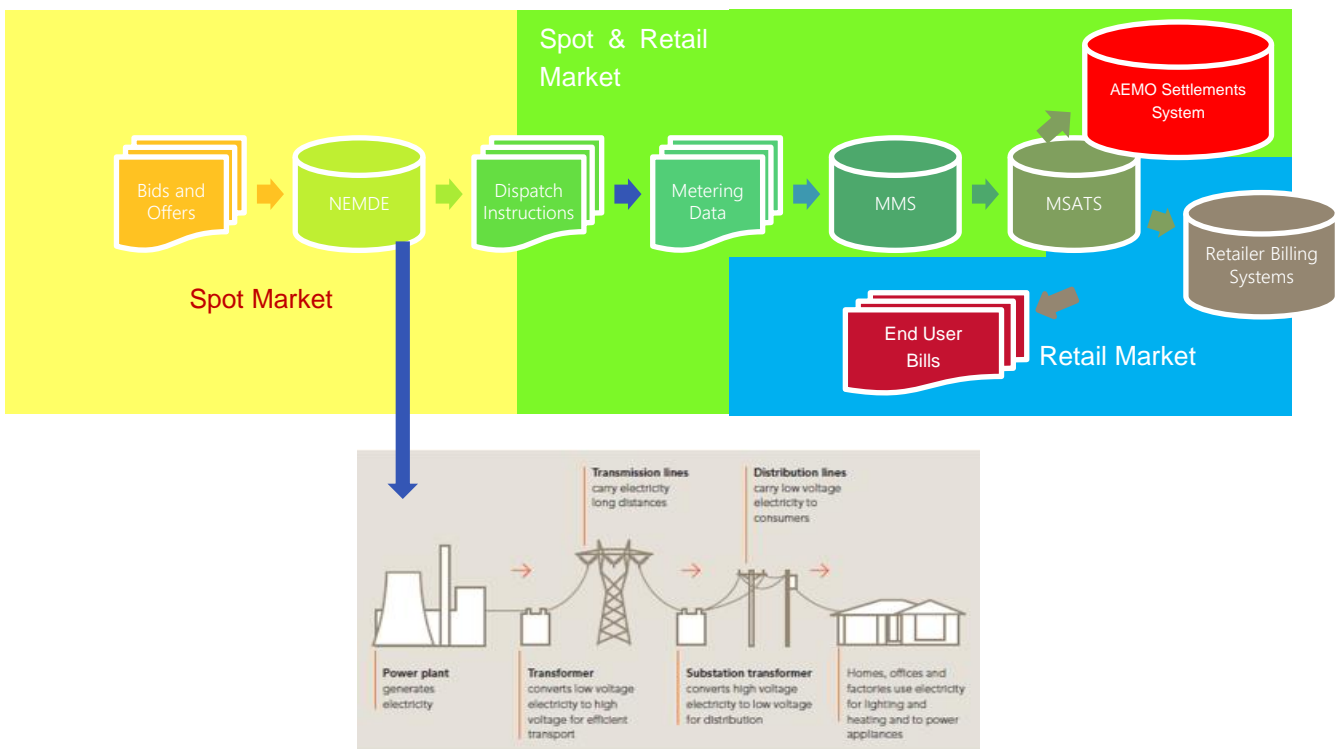 Spot & Retail
Market
AEMO Settlements
System
Bids and
Offers
NEMDE
Dispatch
Instructions
Metering
Data
MMS
MSATS
Retailer Billing
Systems
Spot Market
End User
Bills
Retail Market
Transmission lines
carry electricity
long distances
Distribution lines
carry low voltage
electricity to
consumers
Power plant
generates
electricity
Transformer
converts low voltage
electricity to high
voltage for efficient
transport
Substation transformer
converts high voltage
electricity to low voltage
for distribution
Homes, offices and
factories use electricity
for lighting and
heating and to power
appliances